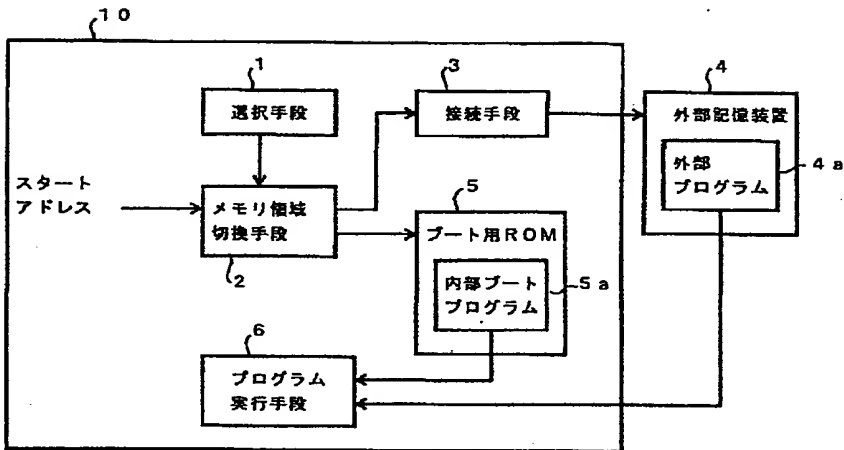 10
1
選択手段
3
接続手段
4
外部記憶装置
外部
プログラム
4a
スタート
アドレス
メモリ領域
切換手段
2
5
ブート用ROM
内部ブート
プログラム
5a
6
プログラム
実行手段